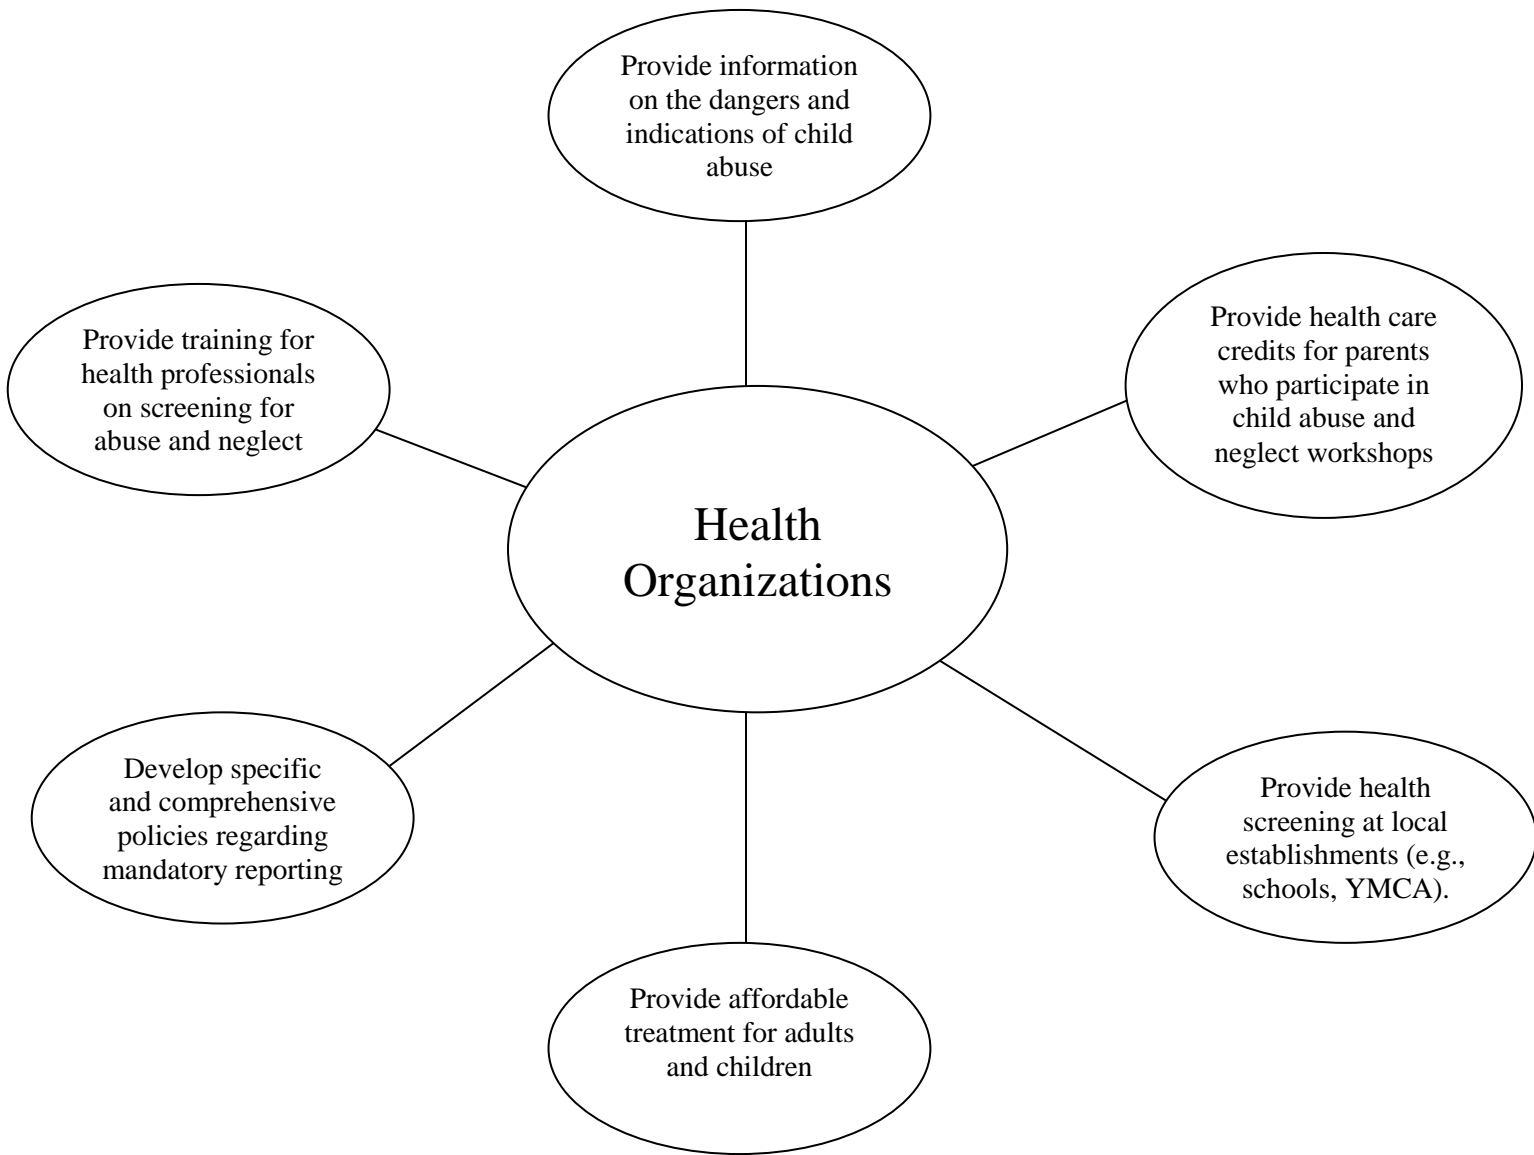 Provide information
on the dangers and
indications of child
abuse
Provide training for
health professionals
on screening for
abuse and neglect
Provide health care
credits for parents
who participate in
child abuse and
neglect workshops
Health
Organizations
Develop specific
and comprehensive
policies regarding
mandatory reporting
Provide health
screening at local
establishments (e.g.,
schools, YMCA).
Provide affordable
treatment for adults
and children